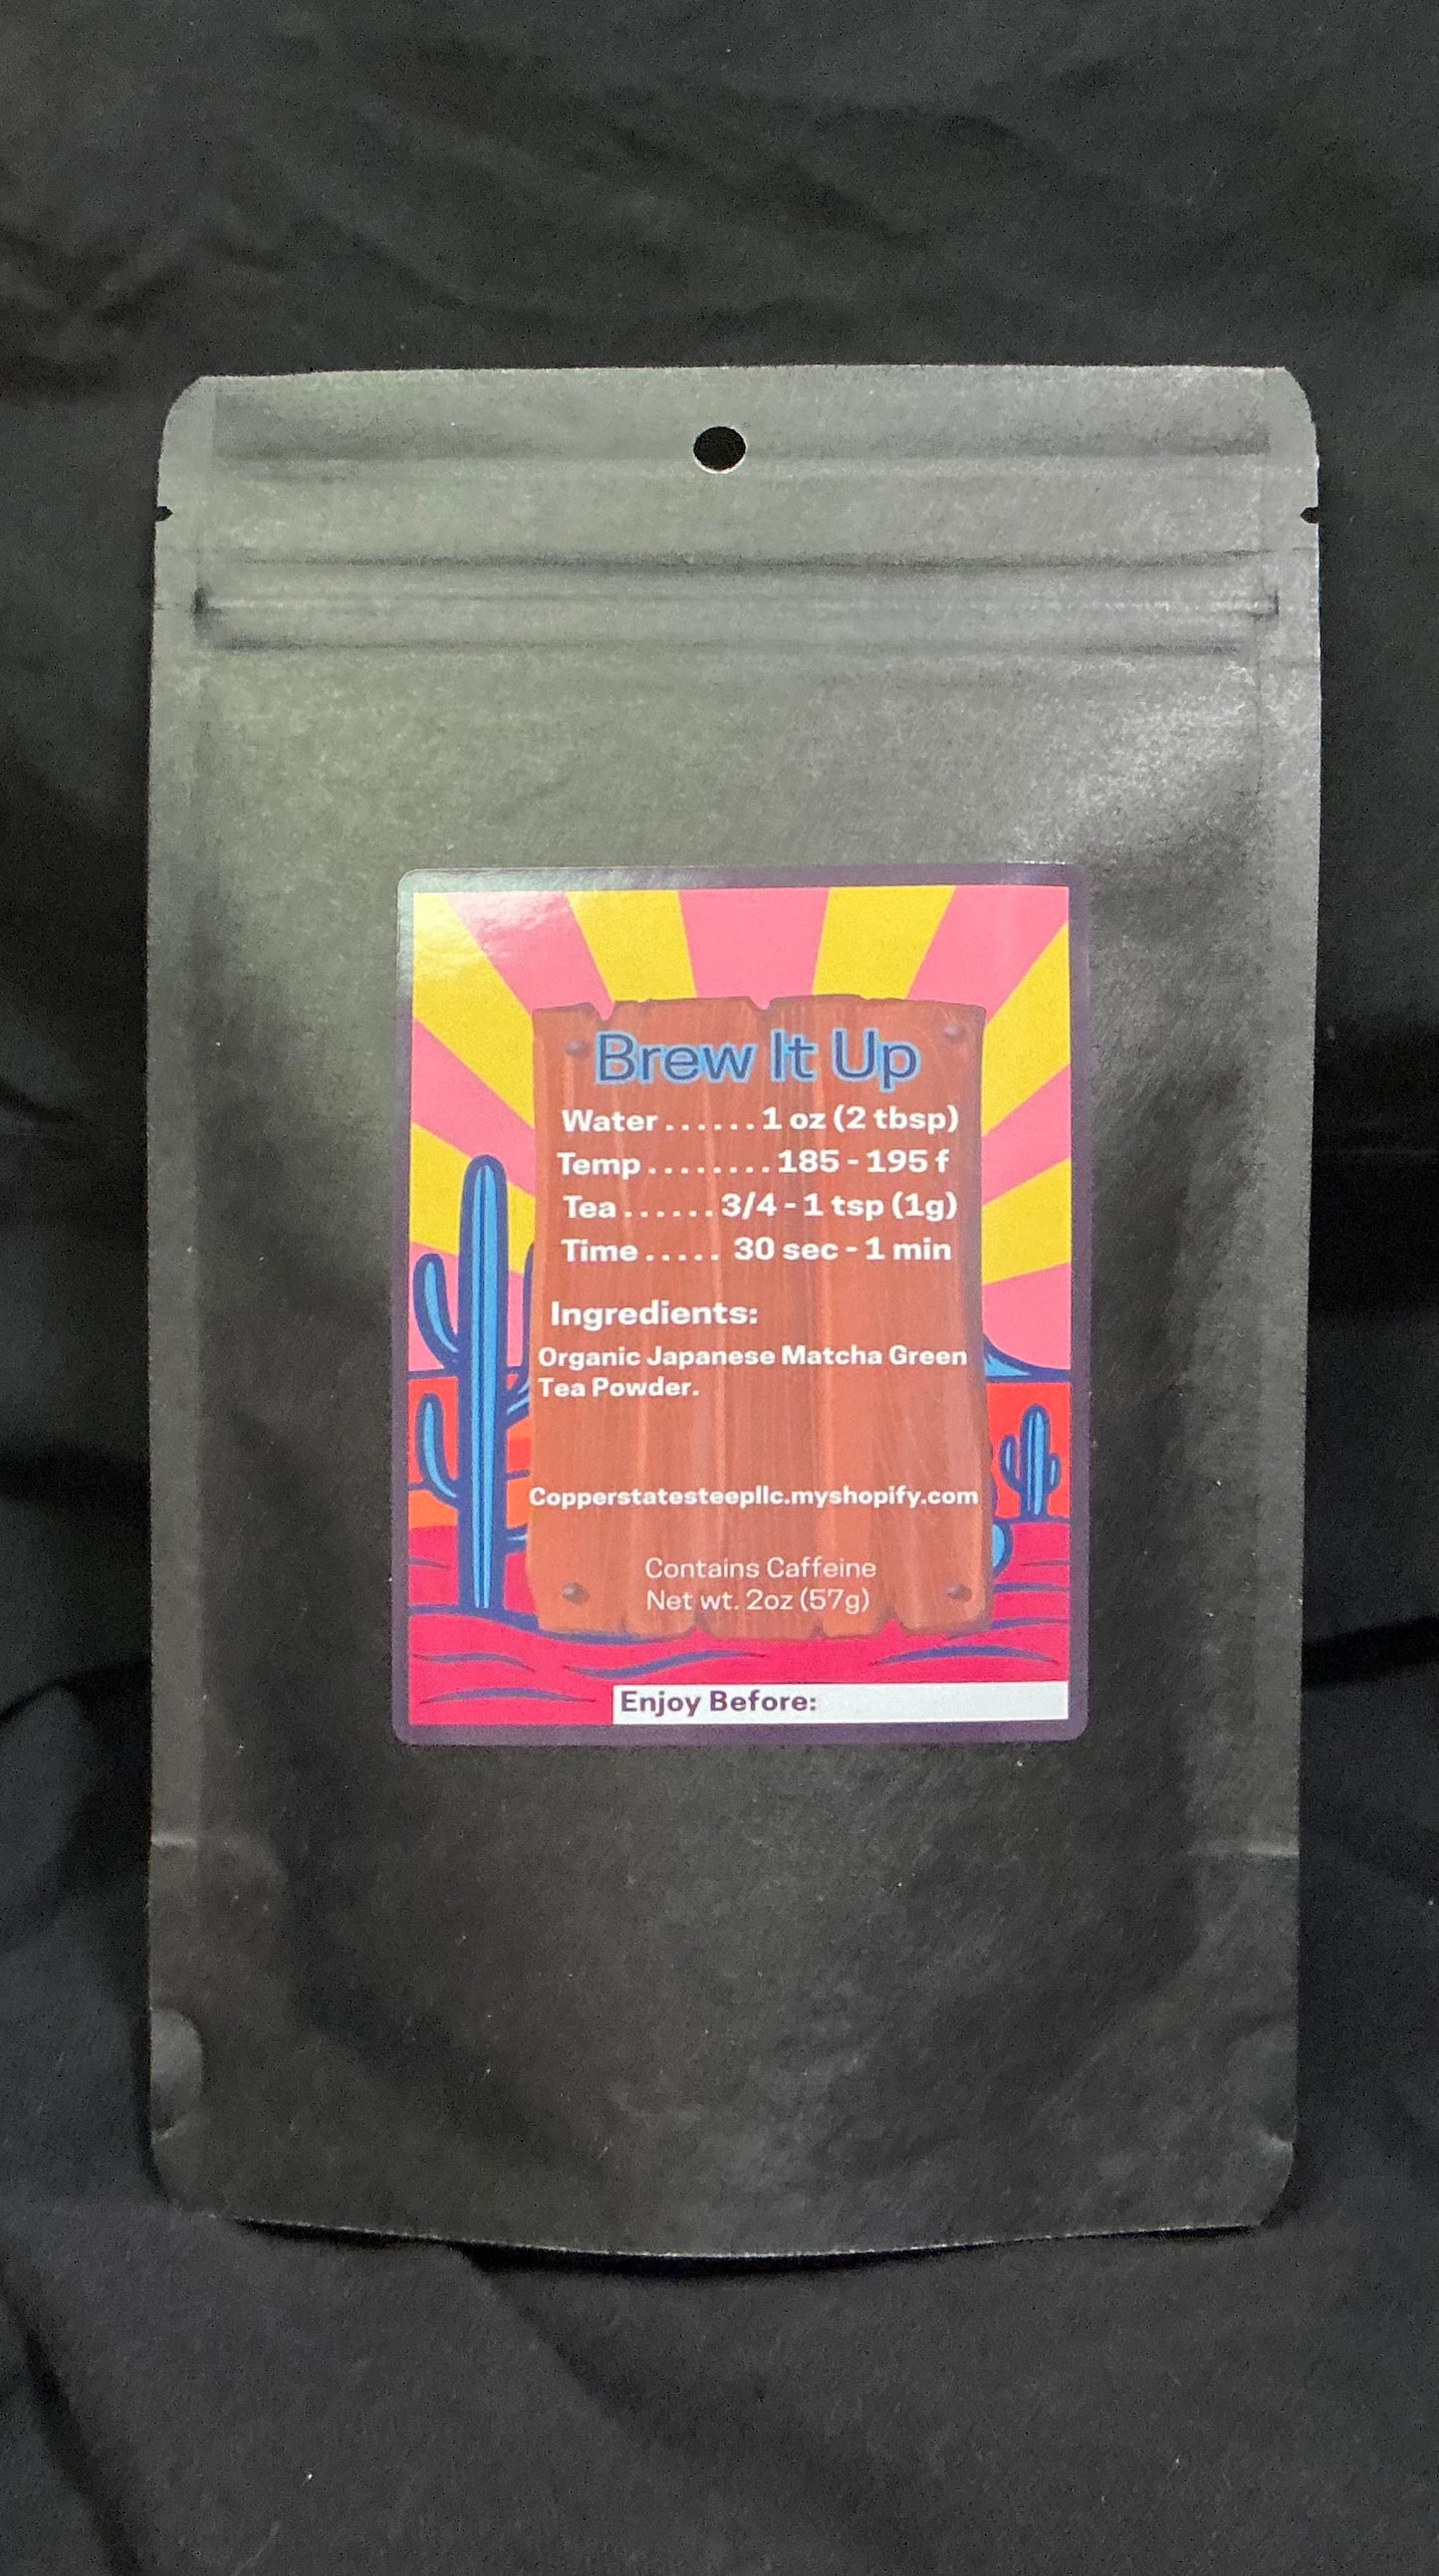 Brew It Up
Water......1 oz (2 tbsp)
Temp........185 - 195 f
Tea......3/4 - 1 tsp (1g)
Time..... 30 sec - 1 min
Ingredients:
Organic Japanese Matcha Green
Tea Powder.
Copperstatesteepllc.myshopify.com
Contains Caffeine
Net wt. 2oz (57g)
Enjoy Before: